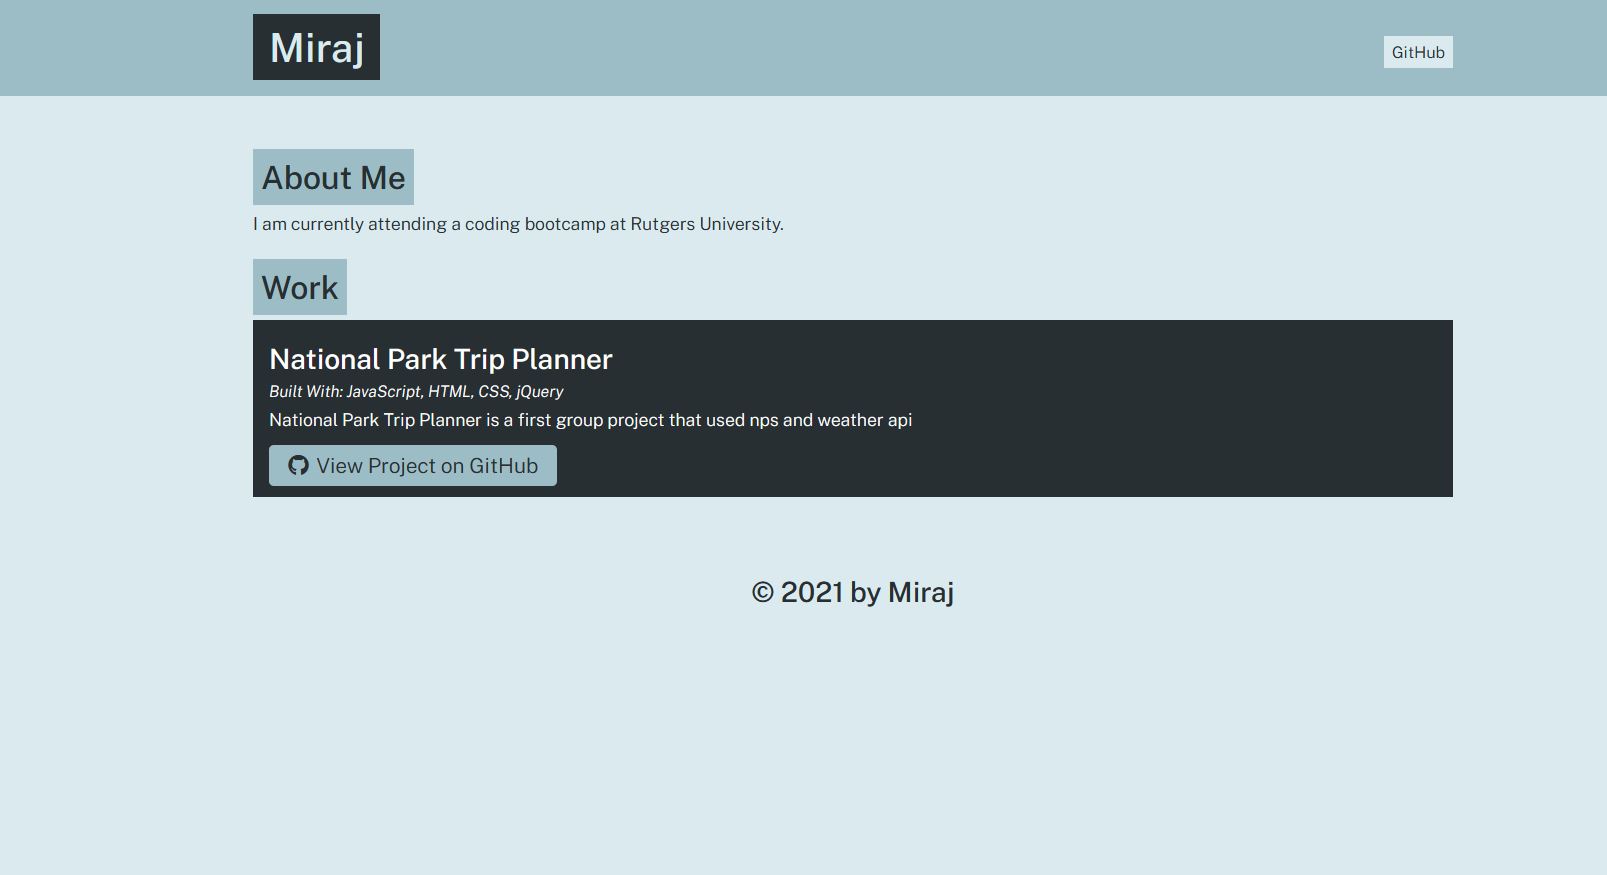 Miraj
GitHub
About Me
I am currently attending a coding bootcamp at Rutgers University.
Work
National Park Trip Planner
Built With: JavaScript, HTML, CSS, jQuery
National Park Trip Planner is a first group project that used nps and weather api
View Project on GitHub
© 2021 by Miraj